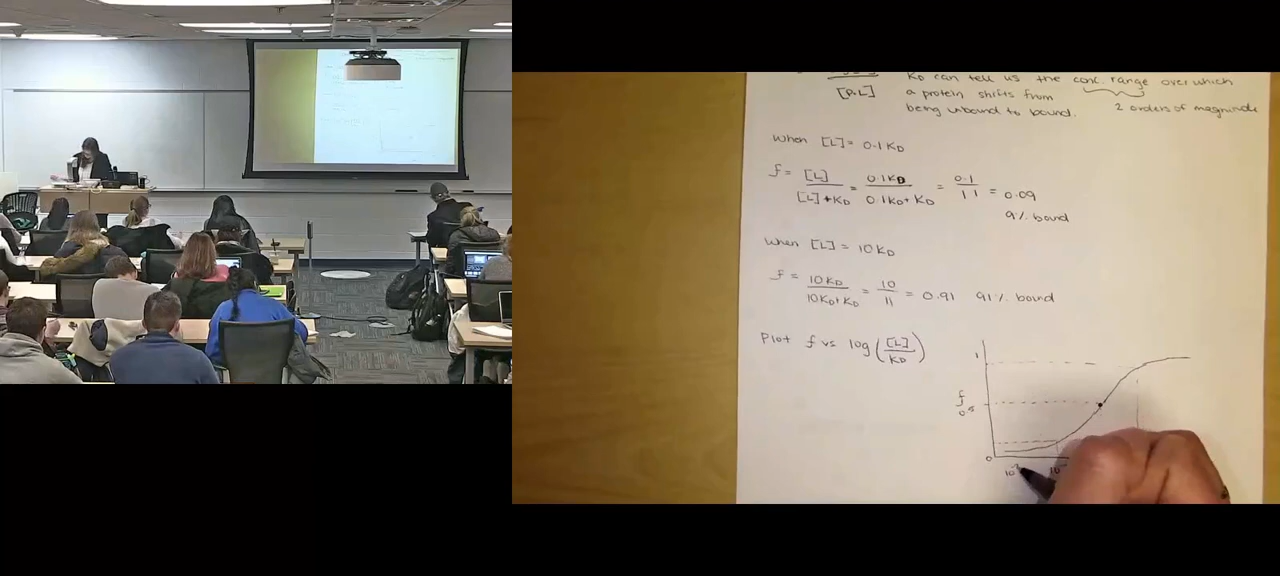 KD can tell us the conc. range over which
[P.L] a protein shifts from
being unbound to bound. 2 orders of magnitude
When [L] = 0.1 KD
f = [L] / [L] + KD = 0.1 KD / 0.1 KD + KD = 0.1 / 1.1 = 0.09
9% bound
When [L] = 10 KD
f = 10 KD / 10 KD + KD = 10 / 11 = 0.91 91% bound
Plot f vs log ([L] / KD)
1
f
0.5
0